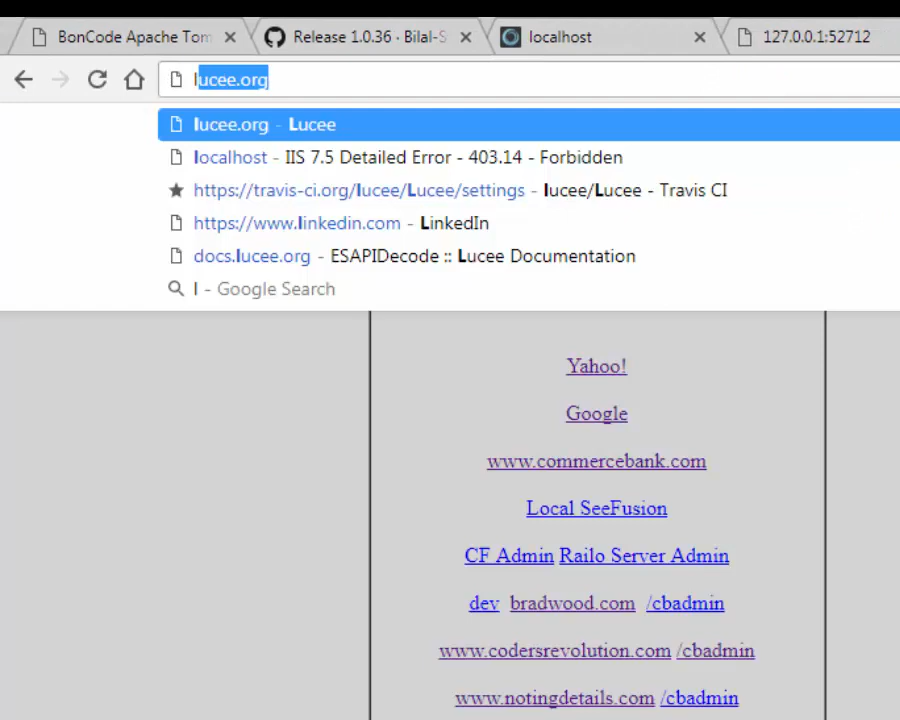 BonCode Apache Tom
Release 1.0.36 · Bilal-S
localhost
127.0.0.1:52712
lucee.org
lucee.org - Lucee
localhost - IIS 7.5 Detailed Error - 403.14 - Forbidden
https://travis-ci.org/lucee/Lucee/settings - lucee/Lucee - Travis CI
https://www.linkedin.com - LinkedIn
docs.lucee.org - ESAPIDecode :: Lucee Documentation
l - Google Search
Yahoo!
Google
www.commercebank.com
Local SeeFusion
CF Admin Railo Server Admin
dev bradwood.com /cbadmin
www.codersrevolution.com /cbadmin
www.notingdetails.com /cbadmin